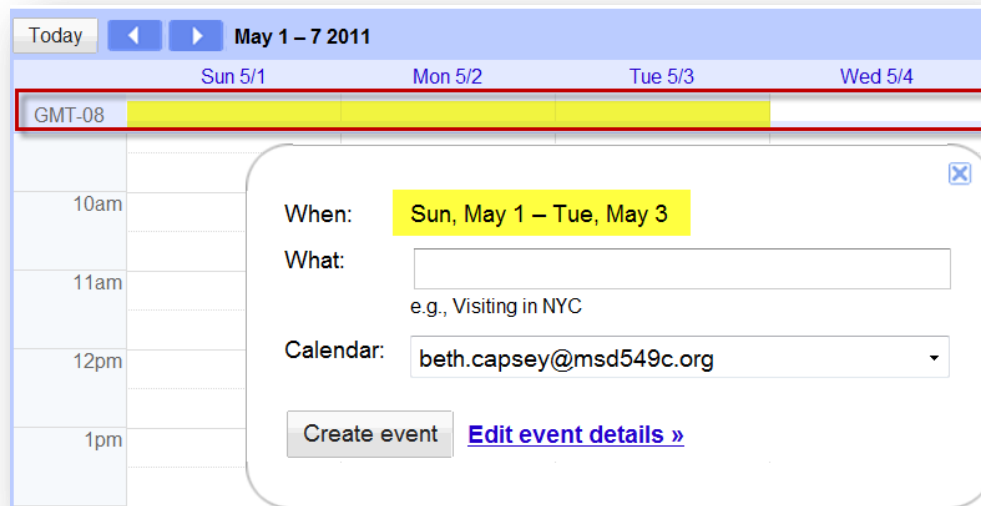 Today May 1 – 7 2011
Sun 5/1 Mon 5/2 Tue 5/3 Wed 5/4
GMT-08
10am
When: Sun, May 1 – Tue, May 3
What:
11am
e.g., Visiting in NYC
Calendar: beth.capsey@msd549c.org
12pm
Create event Edit event details »
1pm